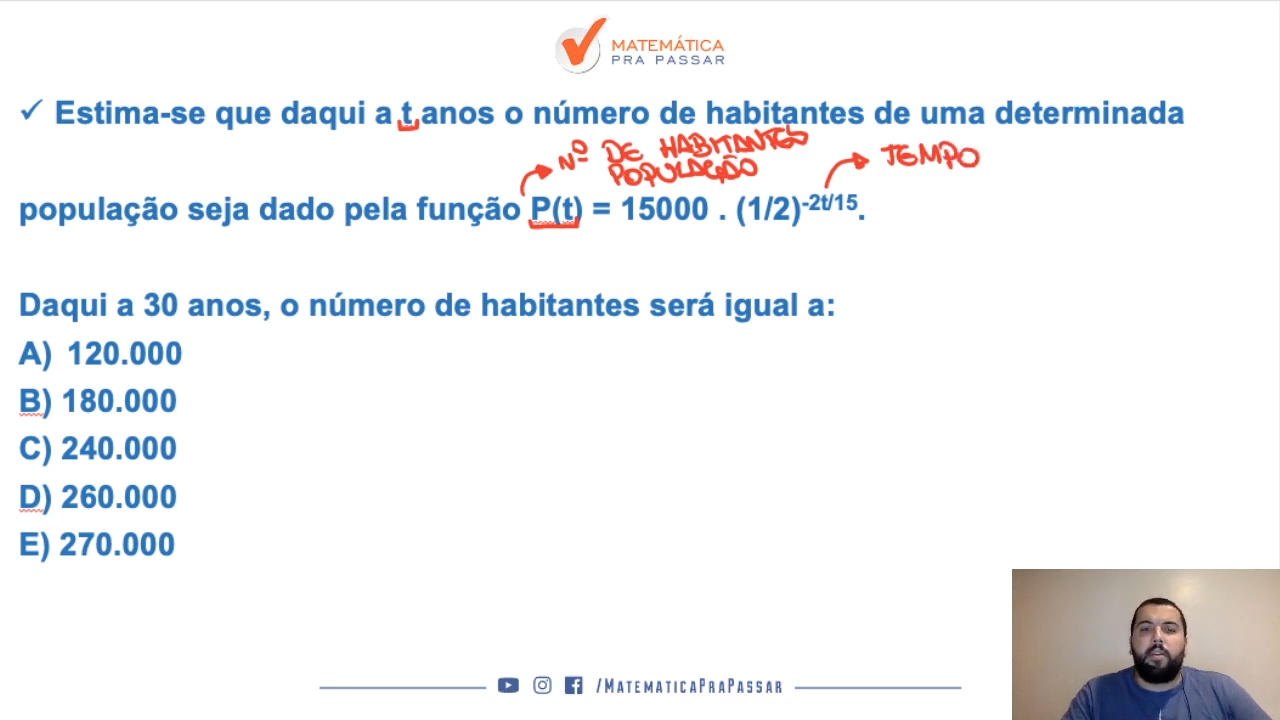 MATEMÁTICA
PRA PASSAR
✓ Estima-se que daqui a t anos o número de habitantes de uma determinada
Nº DE HABITANTES
POPULAÇÃO
TEMPO
população seja dado pela função P(t) = 15000 . (1/2)^-2t/15.
Daqui a 30 anos, o número de habitantes será igual a:
A) 120.000
B) 180.000
C) 240.000
D) 260.000
E) 270.000
/MATEMATICAPRAPASSAR